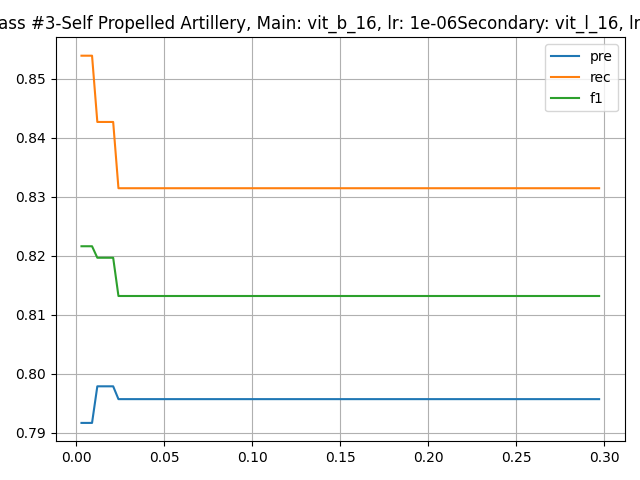 ass #3-Self Propelled Artillery, Main: vit_b_16, lr: 1e-06Secondary: vit_l_16, lr
pre
rec
f1
0.85
0.84
0.83
0.82
0.81
0.80
0.79
0.00 0.05 0.10 0.15 0.20 0.25 0.30